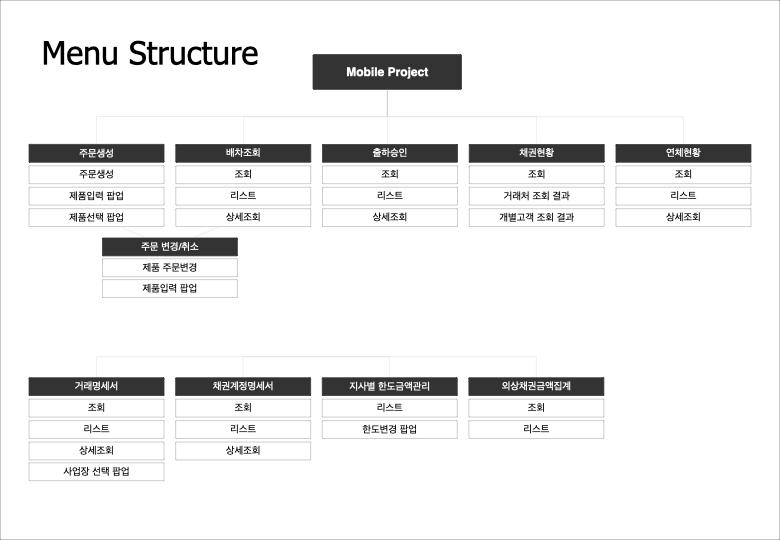 Menu Structure
Mobile Project
주문생성
주문생성
제품입력 팝업
제품선택 팝업
배차조회
조회
리스트
상세조회
출하승인
조회
리스트
상세조회
채권현황
조회
거래처 조회 결과
개별고객 조회 결과
연체현황
조회
리스트
상세조회
주문 변경/취소
제품 주문변경
제품입력 팝업
거래명세서
조회
리스트
상세조회
사업장 선택 팝업
채권계정명세서
조회
리스트
상세조회
지사별 한도금액관리
리스트
한도변경 팝업
외상채권금액집계
조회
리스트